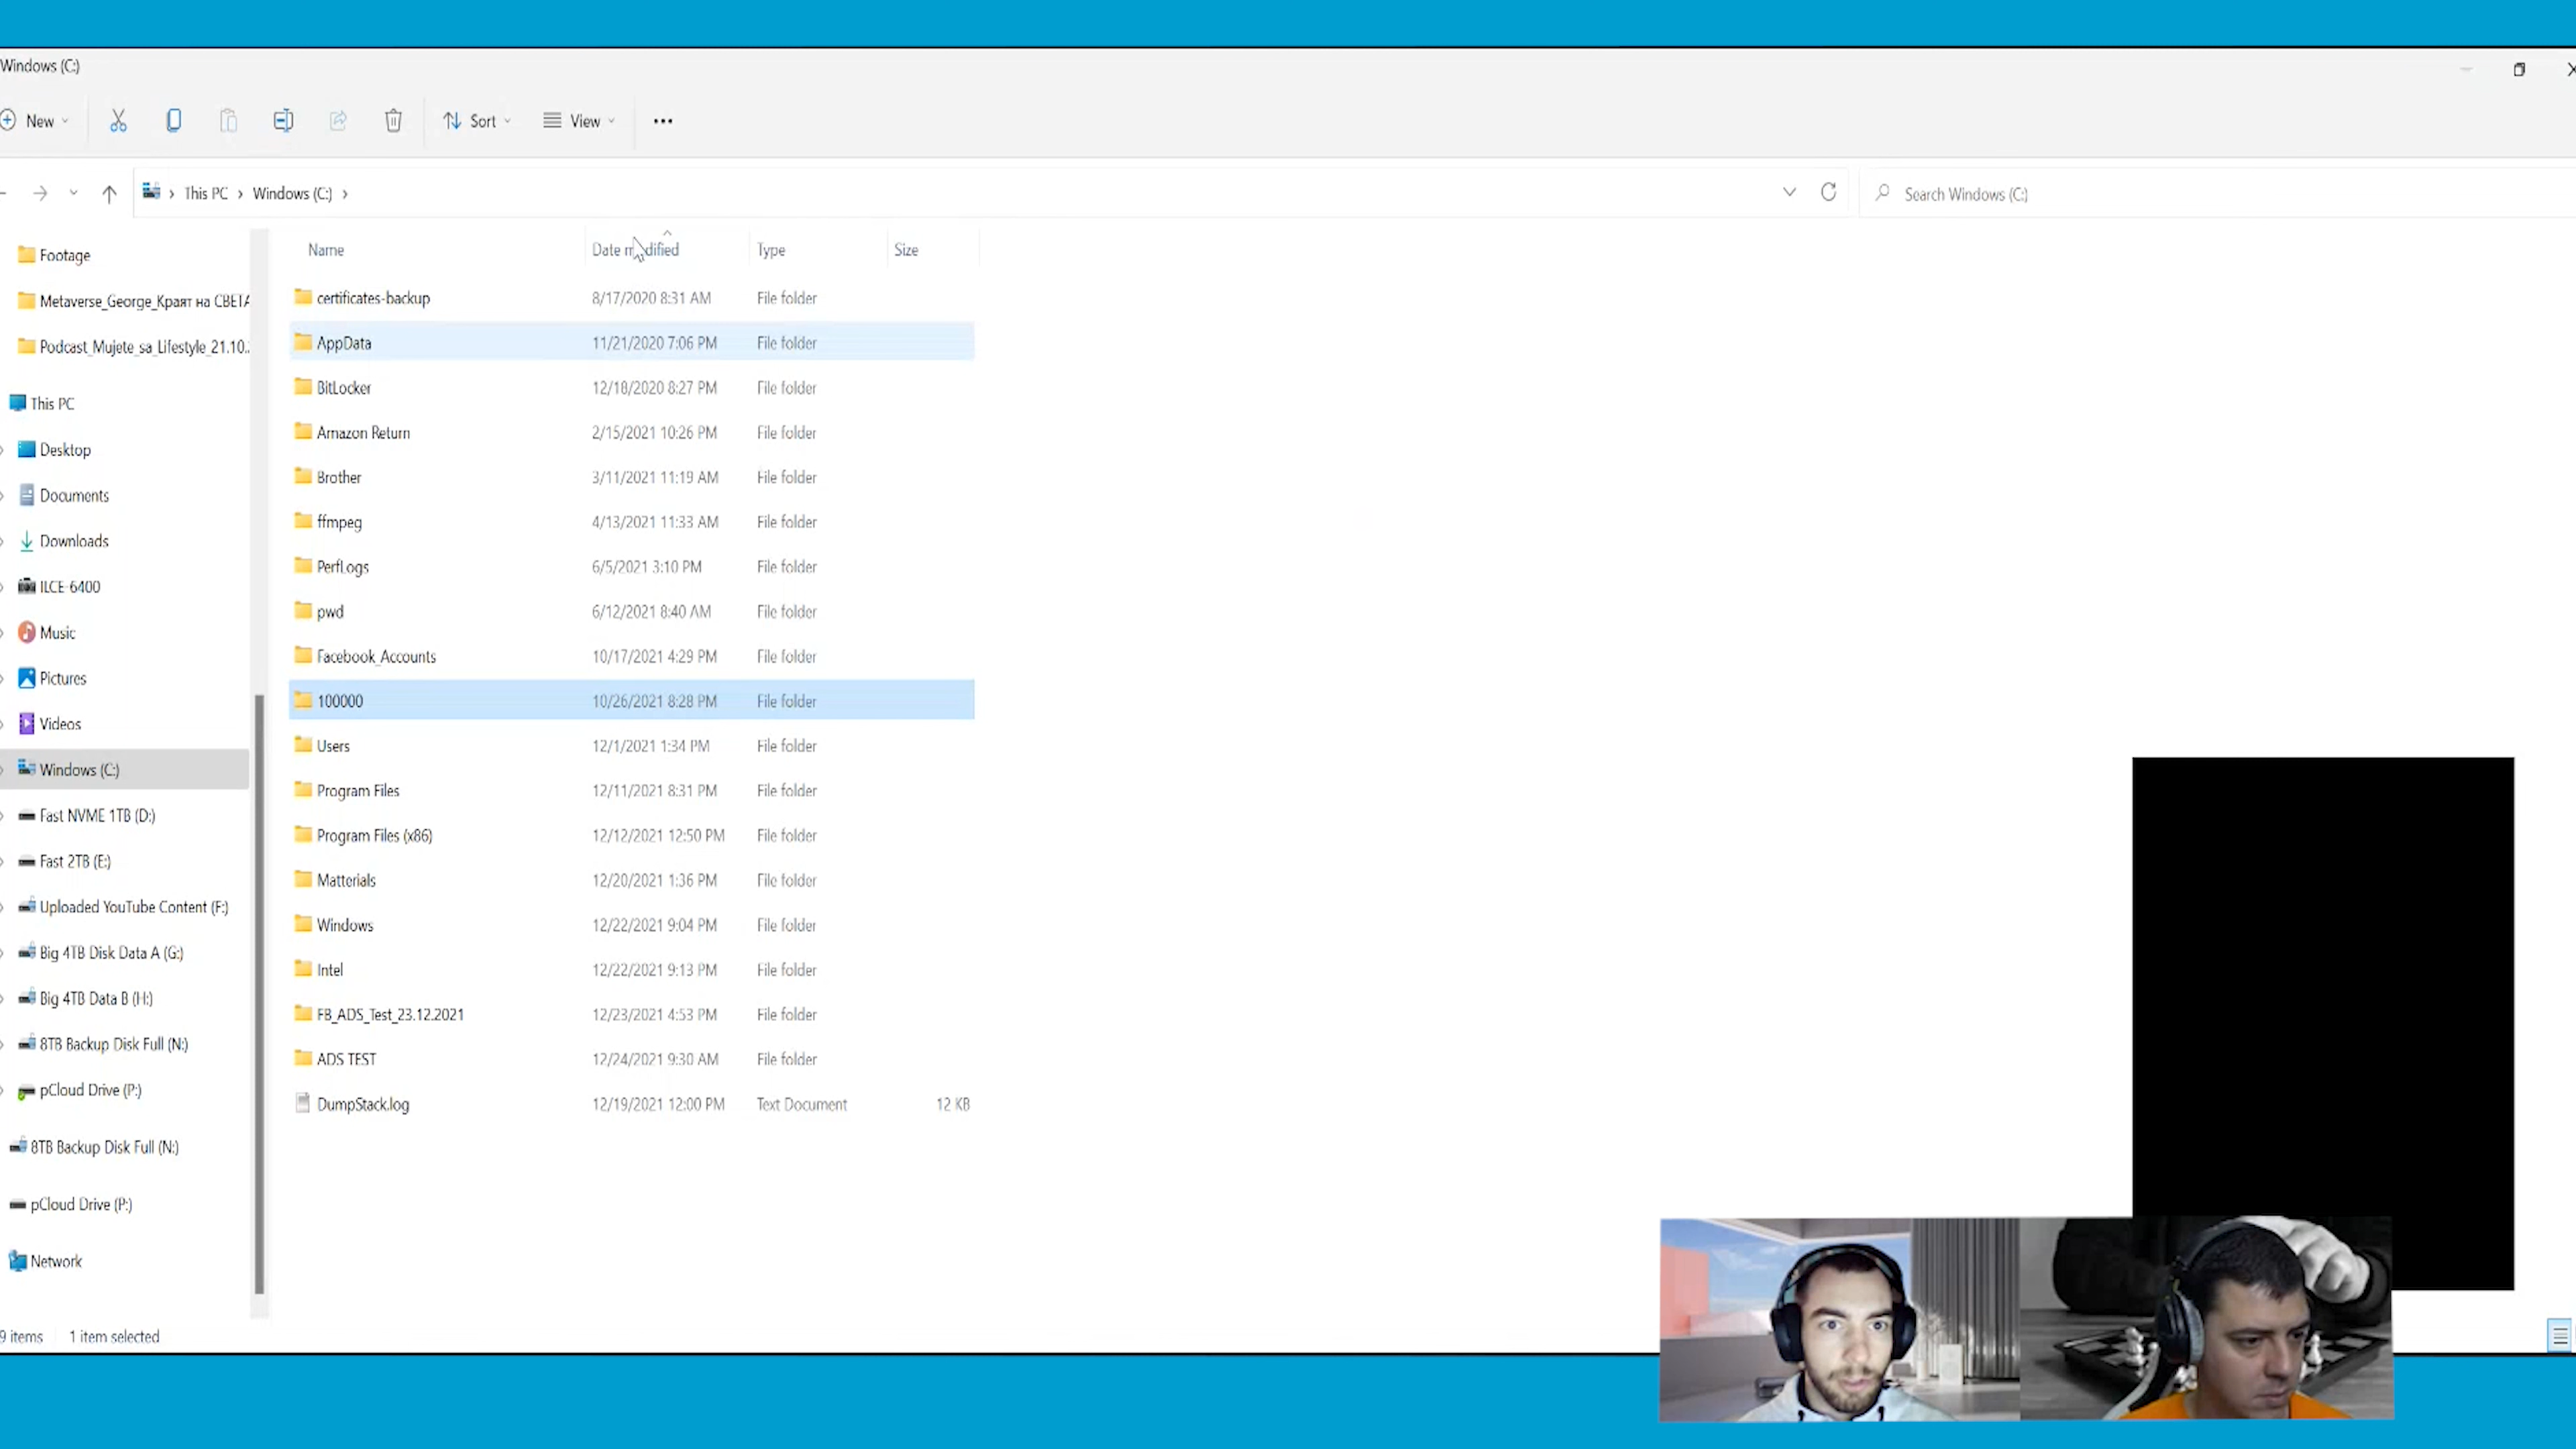 Windows (C:)
New
Sort
View
This PC › Windows (C:) ›
Search Windows (C:)
Footage
Metaverse_George_Краят на СВЕТА
Podcast_Mujete_sa_Lifestyle_21.10..
This PC
Desktop
Documents
Downloads
ILCE-6400
Music
Pictures
Videos
Windows (C:)
Fast NVME 1TB (D:)
Fast 2TB (E:)
Uploaded YouTube Content (F:)
Big 4TB Disk Data A (G:)
Big 4TB Data B (H:)
8TB Backup Disk Full (N:)
pCloud Drive (P:)
8TB Backup Disk Full (N:)
pCloud Drive (P:)
Network
Name Date modified Type Size
certificates-backup 8/17/2020 8:31 AM File folder
AppData 11/21/2020 7:06 PM File folder
BitLocker 12/18/2020 8:27 PM File folder
Amazon Return 2/15/2021 10:26 PM File folder
Brother 3/11/2021 11:19 AM File folder
ffmpeg 4/13/2021 11:33 AM File folder
PerfLogs 6/5/2021 3:10 PM File folder
pwd 6/12/2021 8:40 AM File folder
Facebook_Accounts 10/17/2021 4:29 PM File folder
100000 10/26/2021 8:28 PM File folder
Users 12/1/2021 1:34 PM File folder
Program Files 12/11/2021 8:31 PM File folder
Program Files (x86) 12/12/2021 12:50 PM File folder
Matterials 12/20/2021 1:36 PM File folder
Windows 12/22/2021 9:04 PM File folder
Intel 12/22/2021 9:13 PM File folder
FB_ADS_Test_23.12.2021 12/23/2021 4:53 PM File folder
ADS TEST 12/24/2021 9:30 AM File folder
DumpStack.log 12/19/2021 12:00 PM Text Document 12 KB
9 items 1 item selected